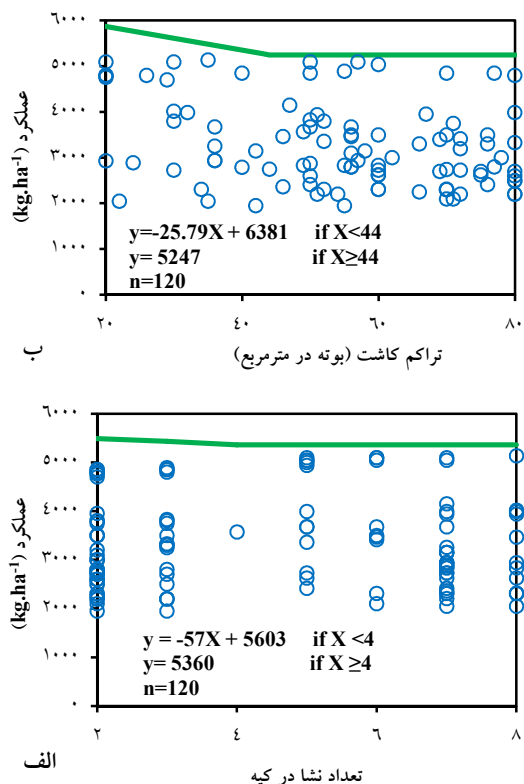 ۶۰۰۰
۵۰۰۰
۴۰۰۰
۳۰۰۰
۲۰۰۰
۱۰۰۰
۰
عملکرد (kg.ha⁻¹)
y=-25.79X + 6381 if X<44
y= 5247 if X≥44
n=120
۲۰ ۴۰ ۶۰ ۸۰
تراکم کاشت (بوته در مترمربع)
ب
۶۰۰۰
۵۰۰۰
۴۰۰۰
۳۰۰۰
۲۰۰۰
۱۰۰۰
۰
عملکرد (kg.ha⁻¹)
y = -57X + 5603 if X <4
y= 5360 if X ≥4
n=120
۲ ۴ ۶ ۸
تعداد نشا در کپه
الف